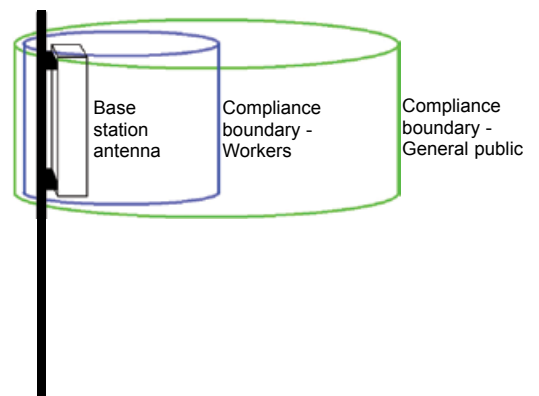 Base
station
antenna
Compliance
boundary -
Workers
Compliance
boundary -
General public